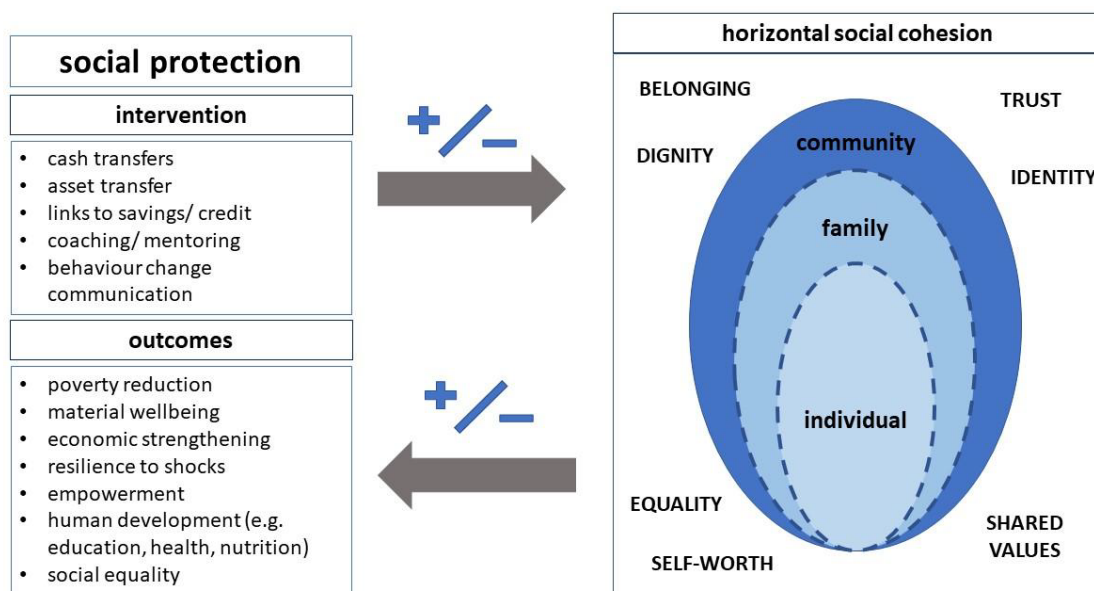 social protection
intervention
• cash transfers
• asset transfer
• links to savings/ credit
• coaching/ mentoring
• behaviour change
communication
outcomes
• poverty reduction
• material wellbeing
• economic strengthening
• resilience to shocks
• empowerment
• human development (e.g.
education, health, nutrition)
• social equality
+/−
+/−
horizontal social cohesion
BELONGING
TRUST
DIGNITY
IDENTITY
community
family
individual
EQUALITY
SELF-WORTH
SHARED
VALUES